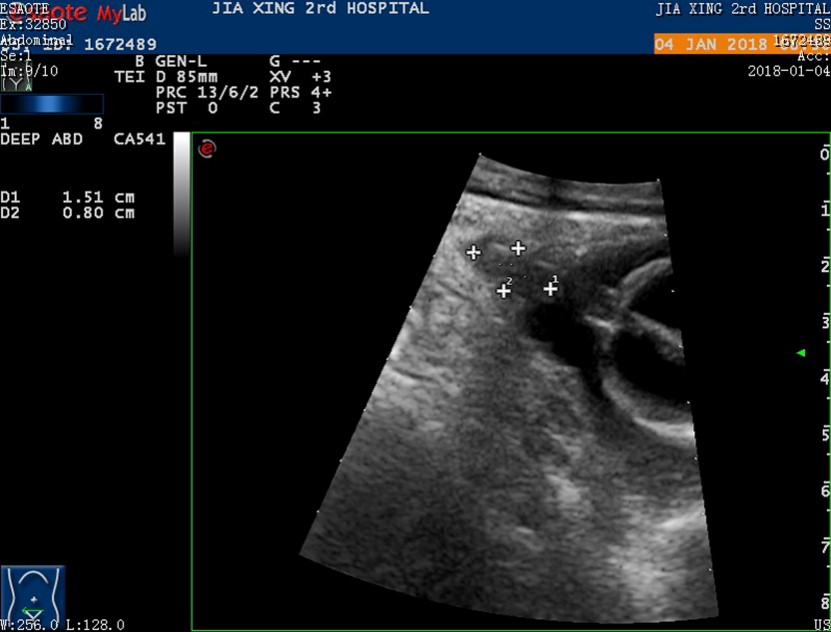 ESAOTE
esaote MyLab
JIA XING 2rd HOSPITAL
JIA XING 2rd HOSPITAL
Ex:32850
SS
Abdominal
ID: 1672489
04 JAN 2018
1672489
Se:1
Acc:
Im:9/10
2018-01-04
B GEN-L G ---
TEI D 85mm XV +3
PRC 13/6/2 PRS 4+
PST 0 C 3
1 8
DEEP ABD CA541
D1 1.51 cm
D2 0.80 cm
0
1
2
3
4
5
6
7
8
1
2
W:256.0 L:128.0
US